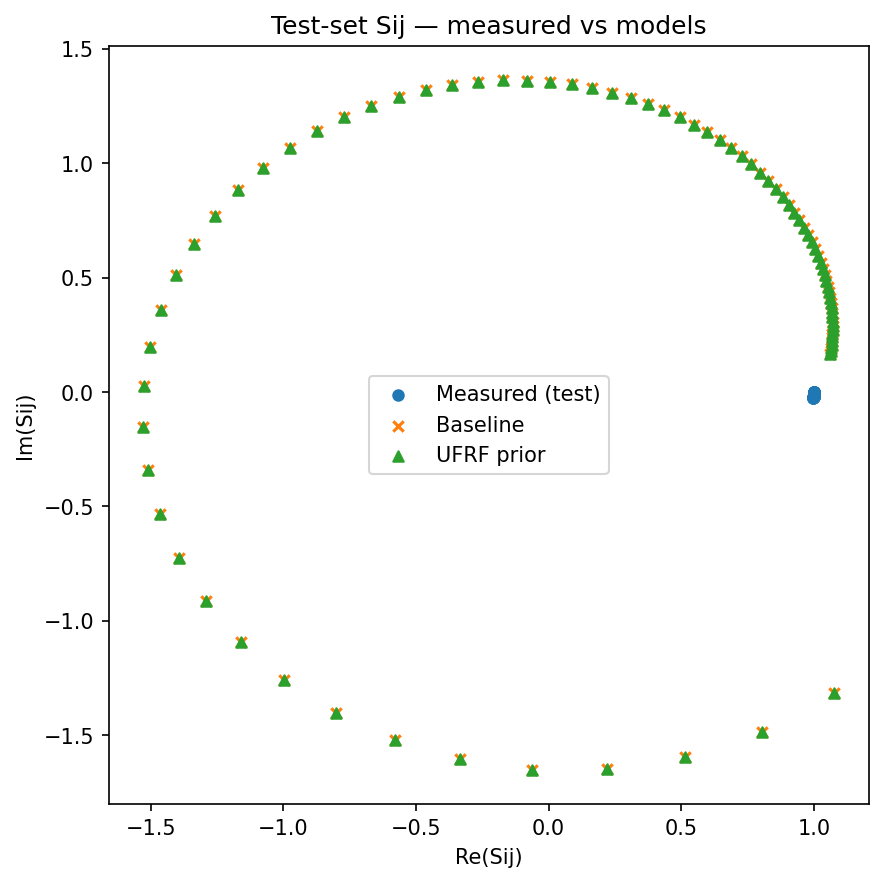 Test-set Sij — measured vs models
1.5
1.0
0.5
0.0
−0.5
−1.0
−1.5
Im(Sij)
Measured (test)
Baseline
UFRF prior
−1.5 −1.0 −0.5 0.0 0.5 1.0
Re(Sij)